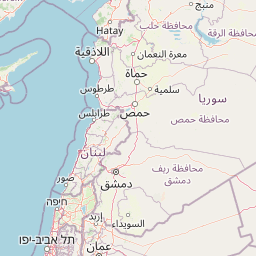 منبج
Hatay
محافظة حلب
محافظة الرقة
معرة النعمان
اللاذقية
حماة
سلمية
طرطوس
سوريا
حمص
طرابلس
محافظة حمص
لبنان
محافظة ريف
دمشق
دمشق
صور
חיפה
إربد
السويداء
תל אביב-יפו
عمان